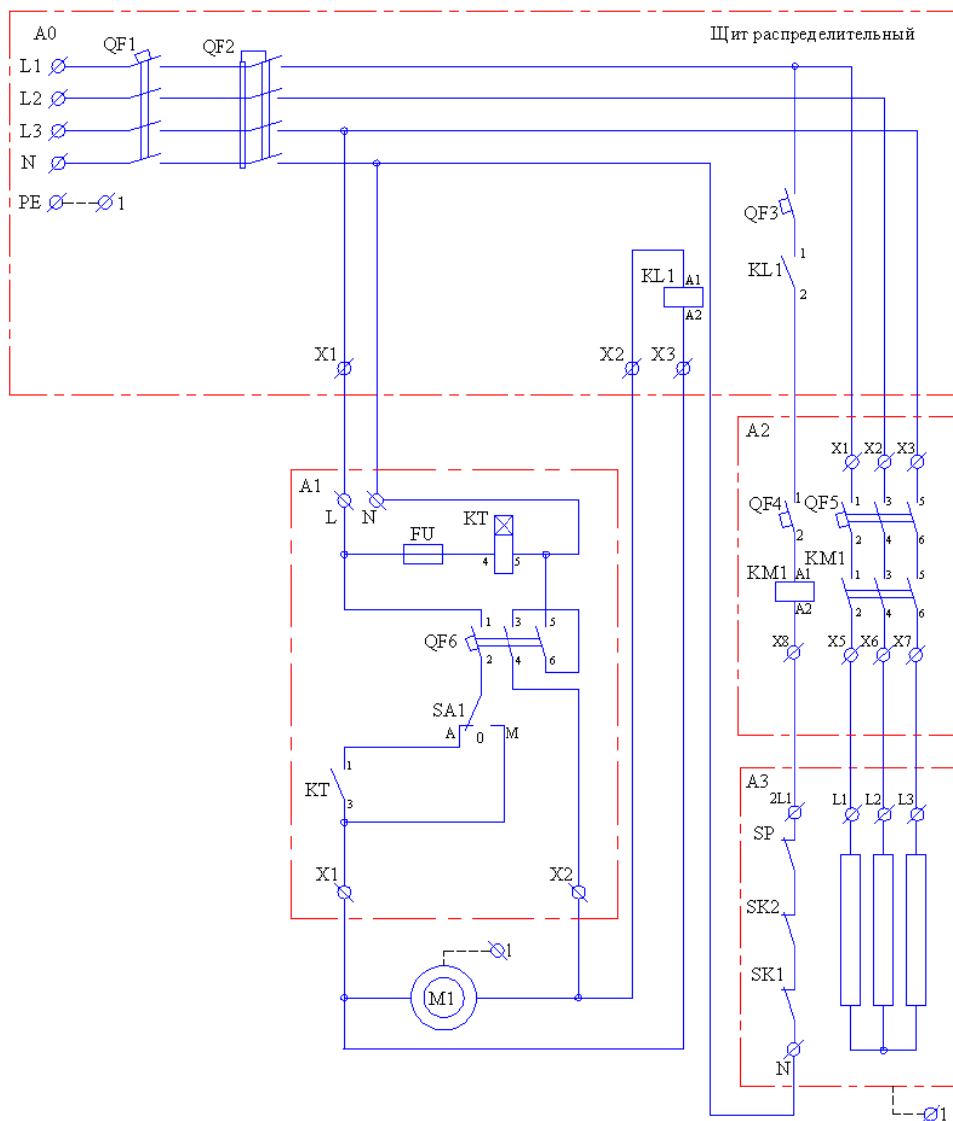 A0 QF1 QF2 Щит распределительный
L1
L2
L3
N
PE 1
QF3
KL1 A1 KL1 1
A2 2
X1 X2 X3
A2
X1 X2 X3
A1
L N KT
QF4 1 QF5 1 3 5
FU 2 2 4 6
4 5
KM1
KM1 A1 1 3 5
A2 2 4 6
1 3 5
QF6
2 4 6
X8 X5 X6 X7
SA1
A 0 M
1
KT A3
3 2L1 L1 L2 L3
SP
X1 X2
SK2
1
SK1
M1
N
1